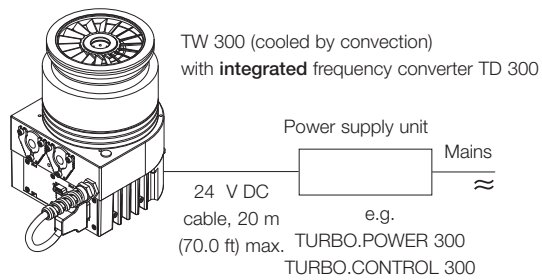 TW 300 (cooled by convection)
with integrated frequency converter TD 300
Power supply unit
Mains
≈
24 V DC
cable, 20 m
(70.0 ft) max.
e.g.
TURBO.POWER 300
TURBO.CONTROL 300